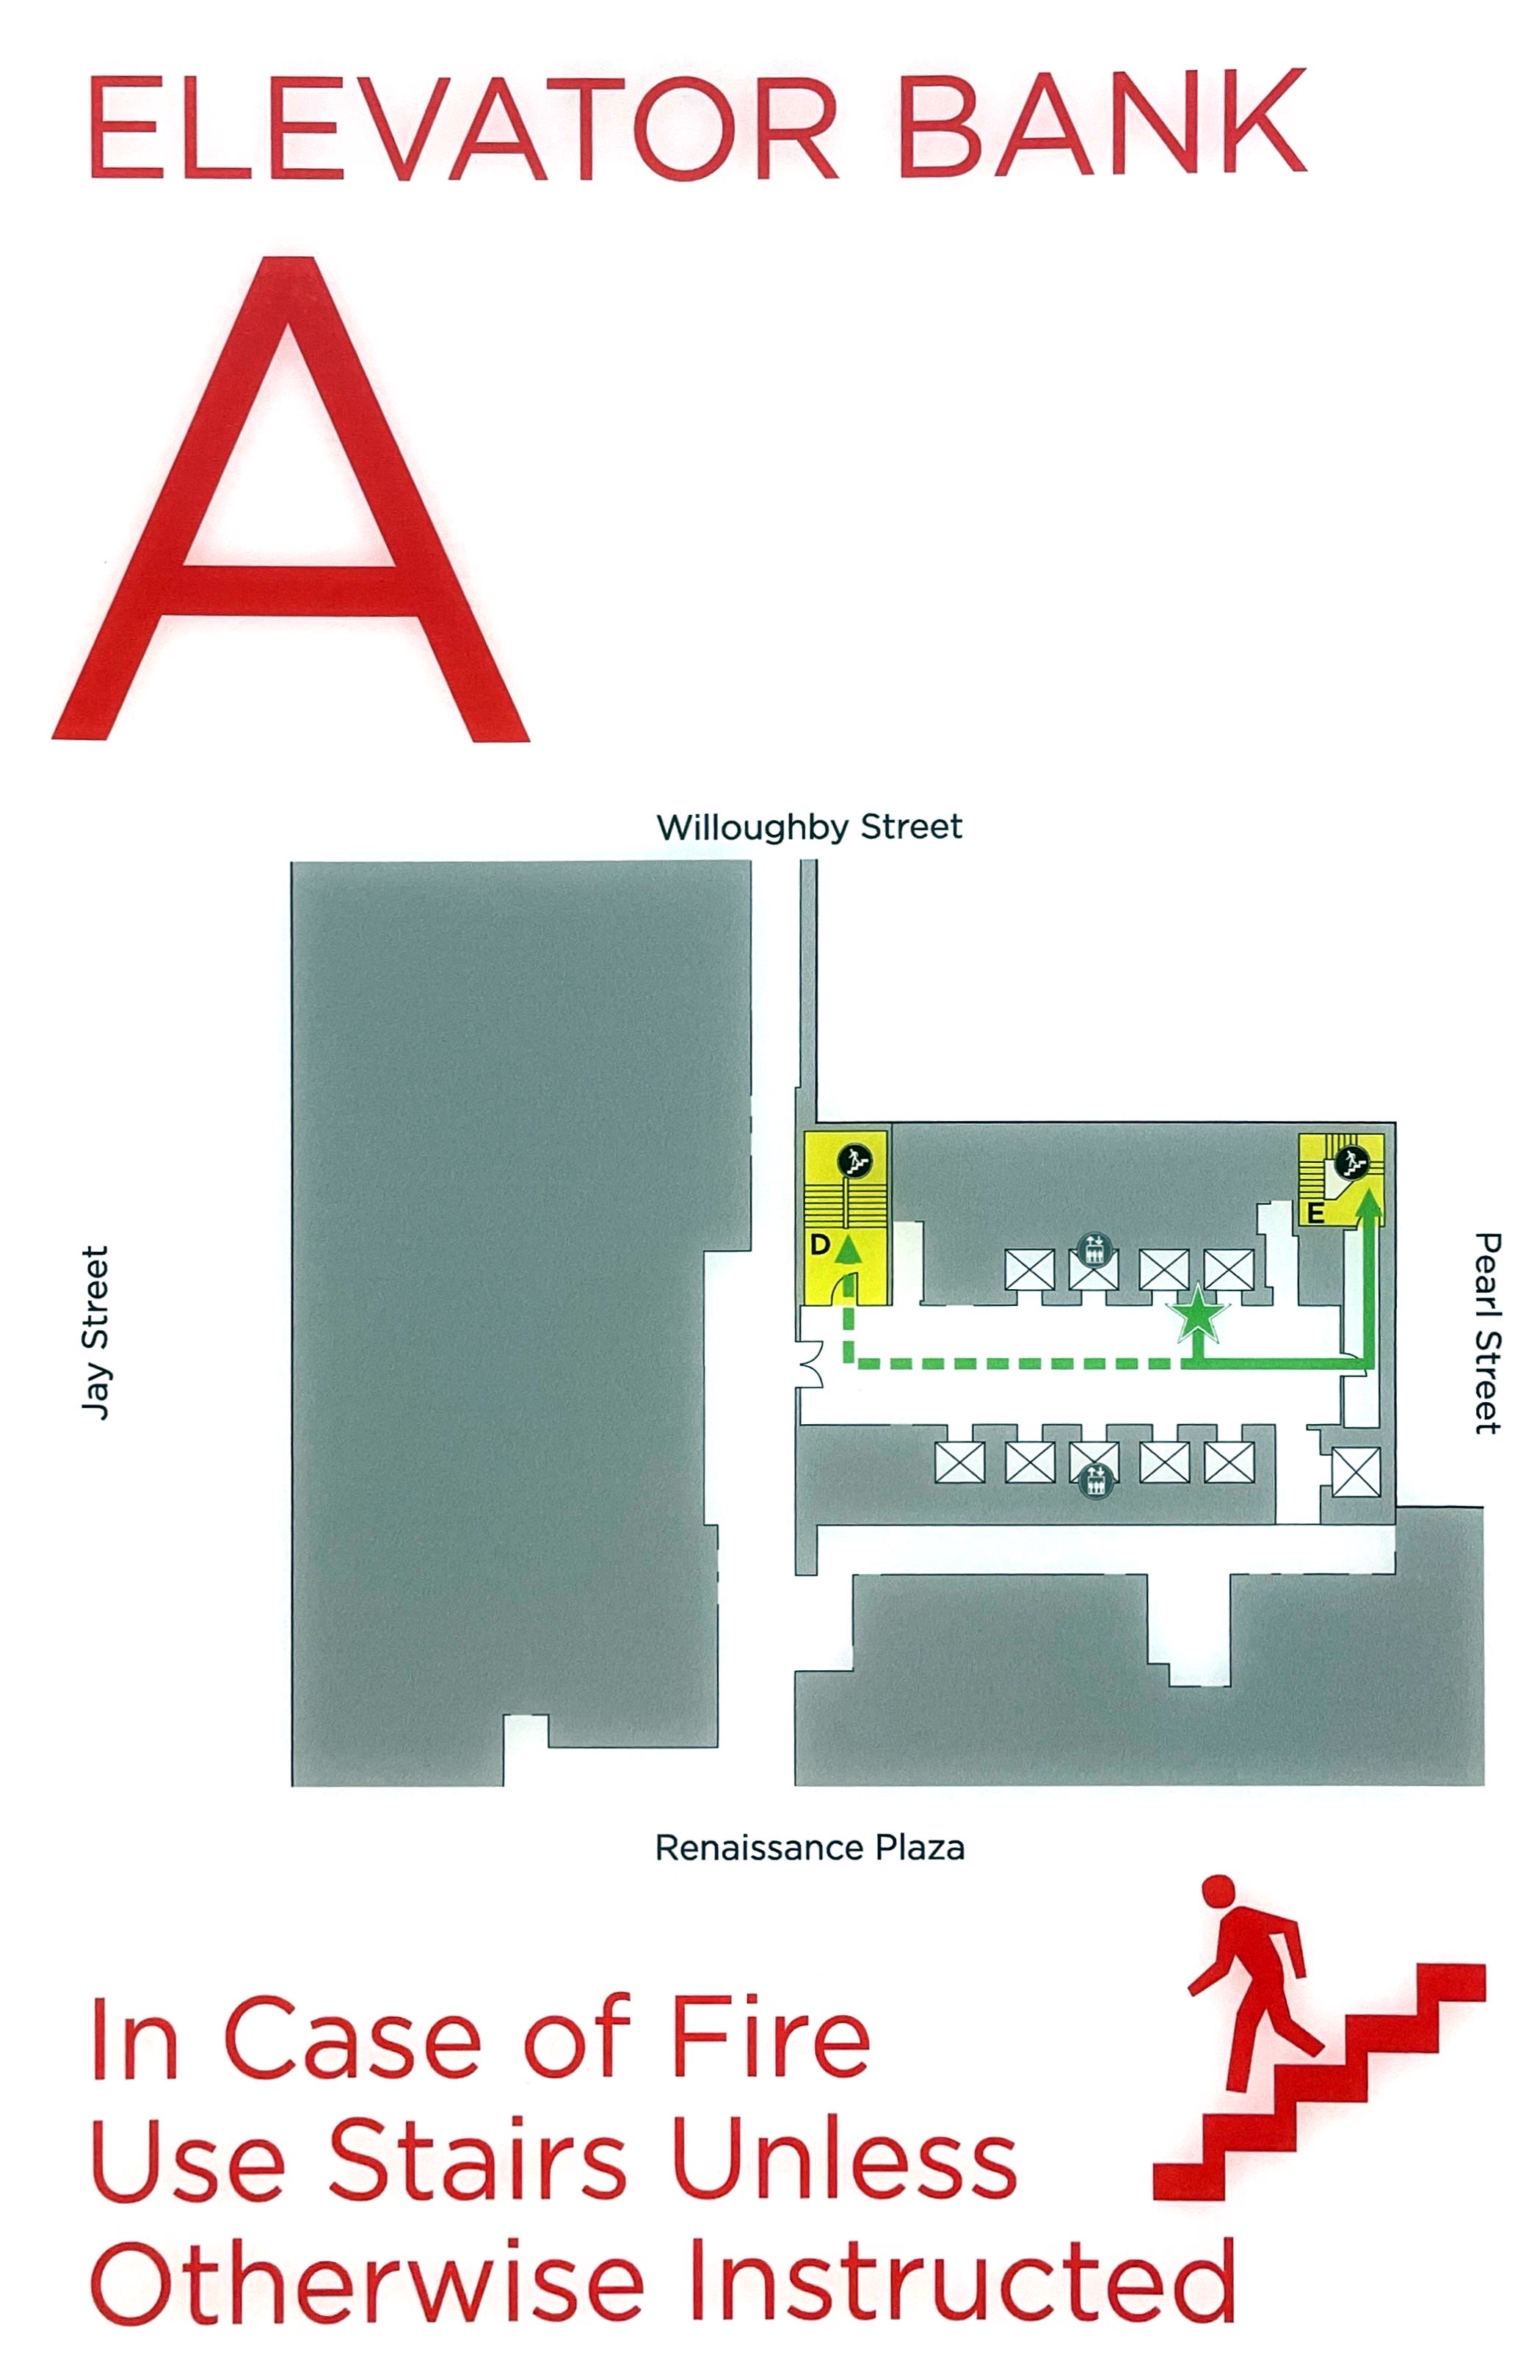 ELEVATOR BANK
A
Willoughby Street
Jay Street
D
E
Pearl Street
Renaissance Plaza
In Case of Fire
Use Stairs Unless
Otherwise Instructed